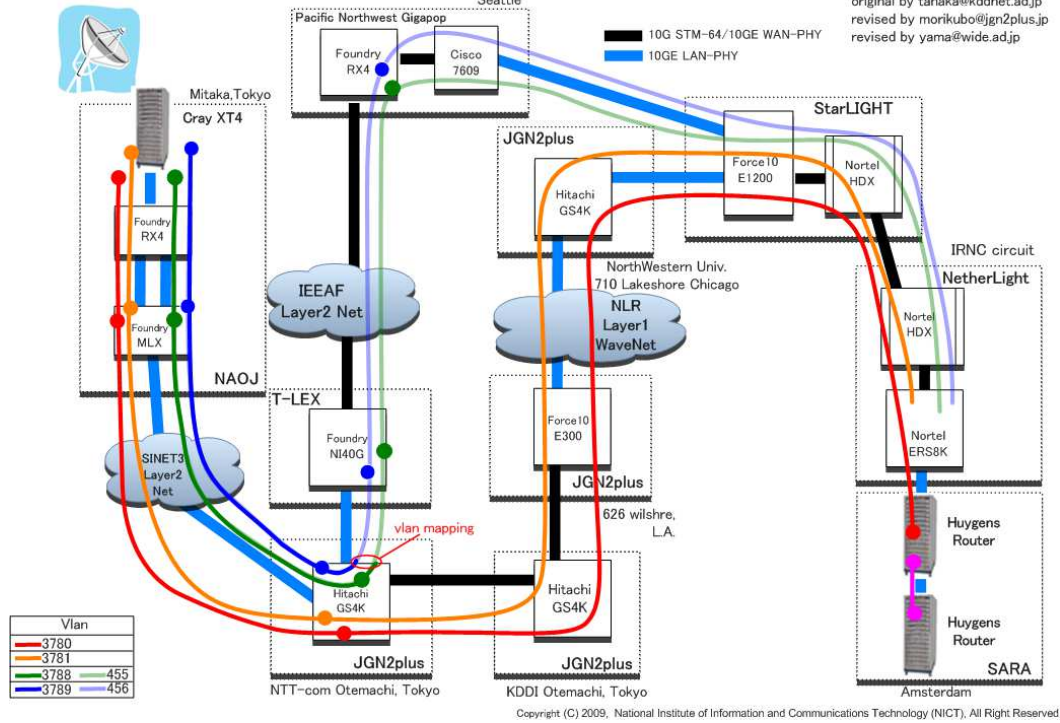 Seattle
original by tanaka@kddnet.ad.jp
revised by morikubo@jgn2plus.jp
revised by yama@wide.ad.jp
10G STM-64/10GE WAN-PHY
10GE LAN-PHY
Pacific Northwest Gigapop
Foundry
RX4
Cisco
7609
Mitaka,Tokyo
Cray XT4
Foundry
RX4
Foundry
MLX
NAOJ
SINET3
Layer2
Net
IEEAF
Layer2 Net
T-LEX
Foundry
NI40G
vlan mapping
Hitachi
GS4K
JGN2plus
NTT-com Otemachi, Tokyo
JGN2plus
Hitachi
GS4K
NorthWestern Univ.
710 Lakeshore Chicago
NLR
Layer1
WaveNet
Force10
E300
JGN2plus
626 wilshre,
L.A.
Hitachi
GS4K
JGN2plus
KDDI Otemachi, Tokyo
StarLIGHT
Force10
E1200
Nortel
HDX
IRNC circuit
NetherLight
Nortel
HDX
Nortel
ERS8K
Huygens
Router
Huygens
Router
SARA
Amsterdam
Vlan
3780
3781
3788 455
3789 456
Copyright (C) 2009, National Institute of Information and Communications Technology (NICT), All Right Reserved